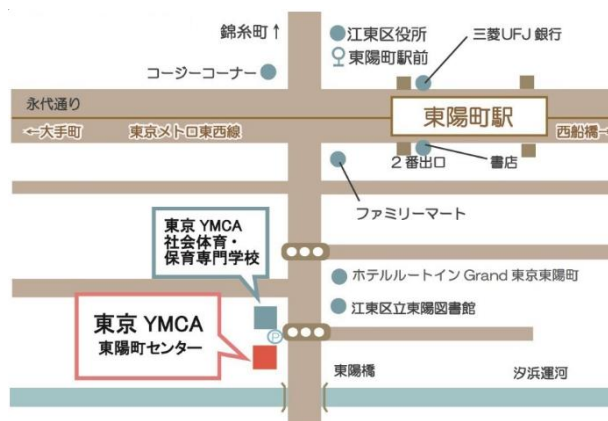 錦糸町↑
江東区役所
東陽町駅前
三菱UFJ銀行
コージーコーナー
永代通り
東陽町駅
←大手町
東京メトロ東西線
西船橋→
2番出口
書店
ファミリーマート
東京YMCA
社会体育・
保育専門学校
ホテルルートインGrand東京東陽町
江東区立東陽図書館
東京 YMCA
東陽町センター
P
東陽橋
汐浜運河